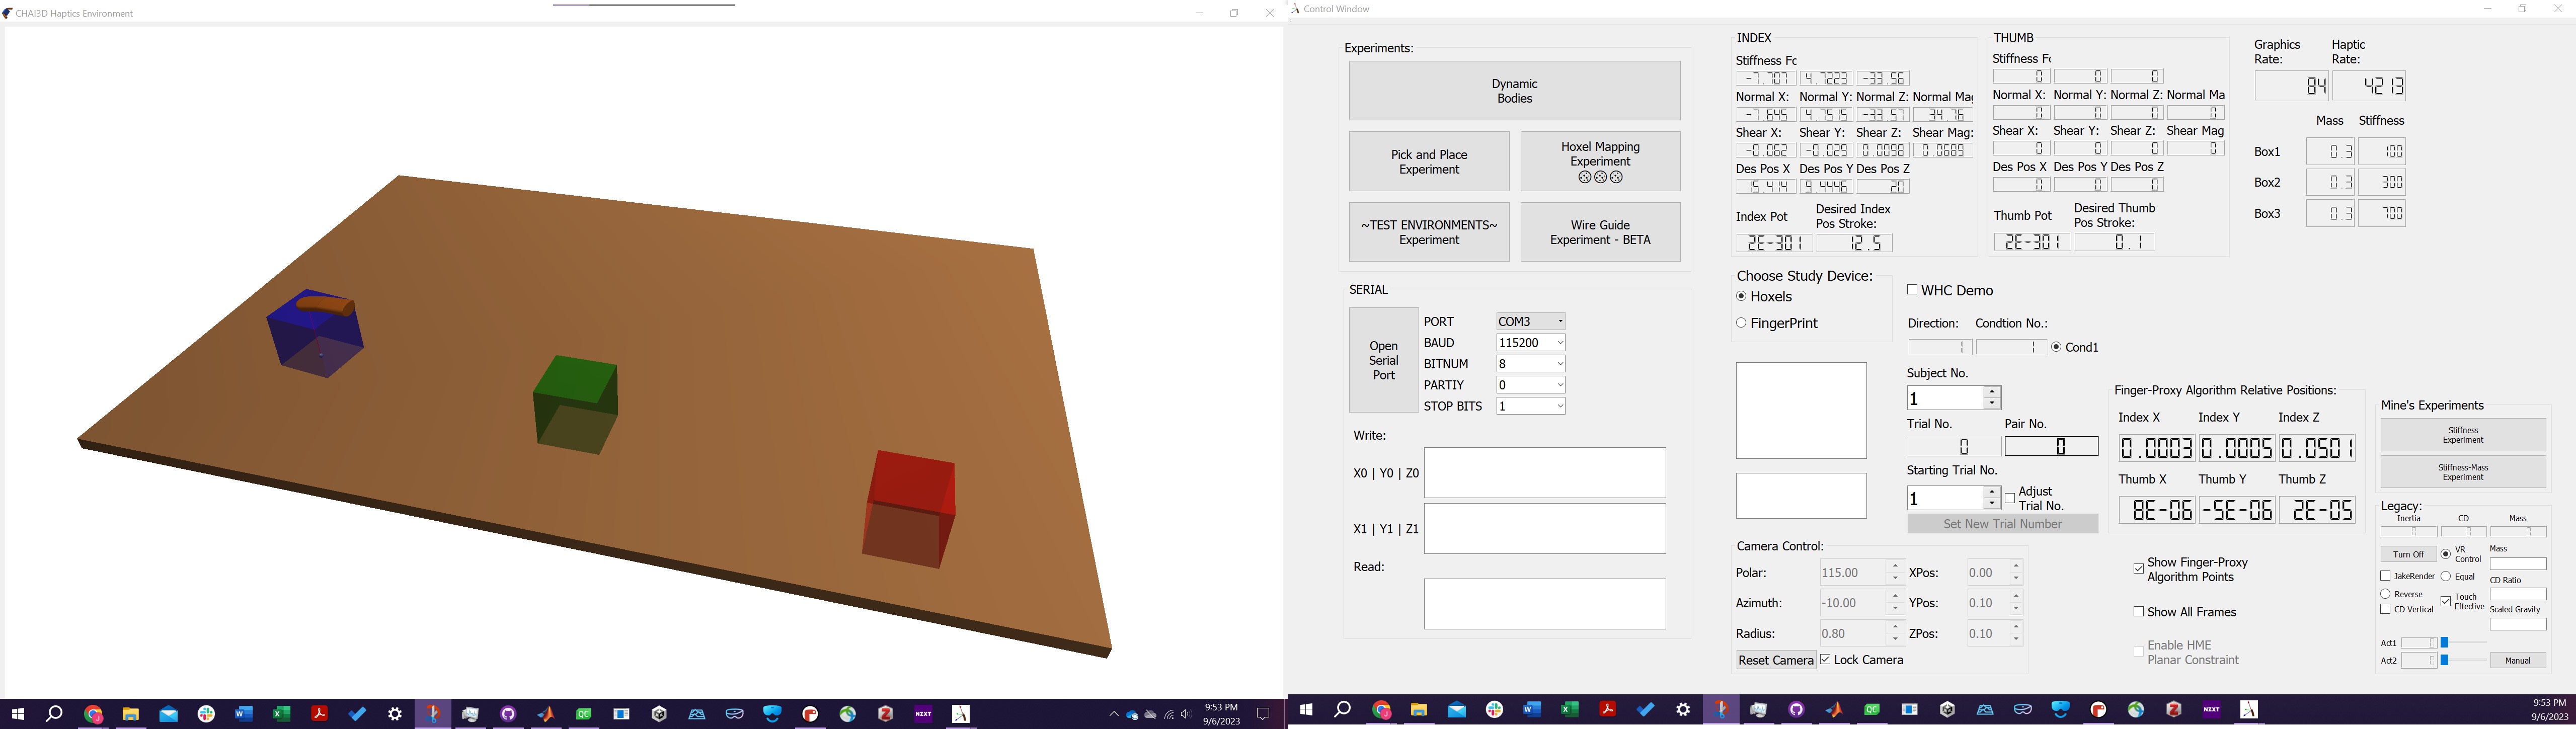 CHAI3D Haptics Environment
9:53 PM
9/6/2023
Control Window
Experiments:
Dynamic
Bodies
Pick and Place
Experiment
Hoxel Mapping
Experiment
~TEST ENVIRONMENTS~
Experiment
Wire Guide
Experiment - BETA
SERIAL
Open
Serial
Port
PORT COM3
BAUD 115200
BITNUM 8
PARTIY 0
STOP BITS 1
Write:
X0 | Y0 | Z0
X1 | Y1 | Z1
Read:
INDEX
Stiffness Fc
-7.707 4.7223 -33.56
Normal X: Normal Y: Normal Z: Normal Mag
-7.645 4.7515 -33.57 34.76
Shear X: Shear Y: Shear Z: Shear Mag:
-0.062 -0.029 0.0098 0.0689
Des Pos X Des Pos Y Des Pos Z
15.414 9.4446 20
Index Pot Desired Index
Pos Stroke:
2E-301 12.5
THUMB
Stiffness Fc
0 0 0
Normal X: Normal Y: Normal Z: Normal Ma
0 0 0 0
Shear X: Shear Y: Shear Z: Shear Mag
0 0 0 0
Des Pos X Des Pos Y Des Pos Z
0 0 0
Thumb Pot Desired Thumb
Pos Stroke:
2E-301 0.1
Graphics
Rate:
Haptic
Rate:
84 4213
Mass Stiffness
Box1 0.3 100
Box2 0.3 300
Box3 0.3 700
Choose Study Device:
Hoxels
FingerPrint
WHC Demo
Direction: Condtion No.:
1 1 Cond1
Subject No.
1
Trial No. Pair No.
0 0
Starting Trial No.
1 Adjust
Trial No.
Set New Trial Number
Finger-Proxy Algorithm Relative Positions:
Index X Index Y Index Z
0.0003 0.0005 0.0501
Thumb X Thumb Y Thumb Z
8E-06 -5E-06 2E-05
Camera Control:
Polar: 115.00 XPos: 0.00
Azimuth: -10.00 YPos: 0.10
Radius: 0.80 ZPos: 0.10
Reset Camera Lock Camera
Show Finger-Proxy
Algorithm Points
Show All Frames
Enable HME
Planar Constraint
Mine's Experiments
Stiffness
Experiment
Stiffness-Mass
Experiment
Legacy:
Inertia CD Mass
Turn Off VR
Control
Mass
JakeRender Equal
CD Ratio
Reverse Touch
Effective
CD Vertical Scaled Gravity
Act1 0
Act2 0 Manual
NIXT
9:53 PM
9/6/2023